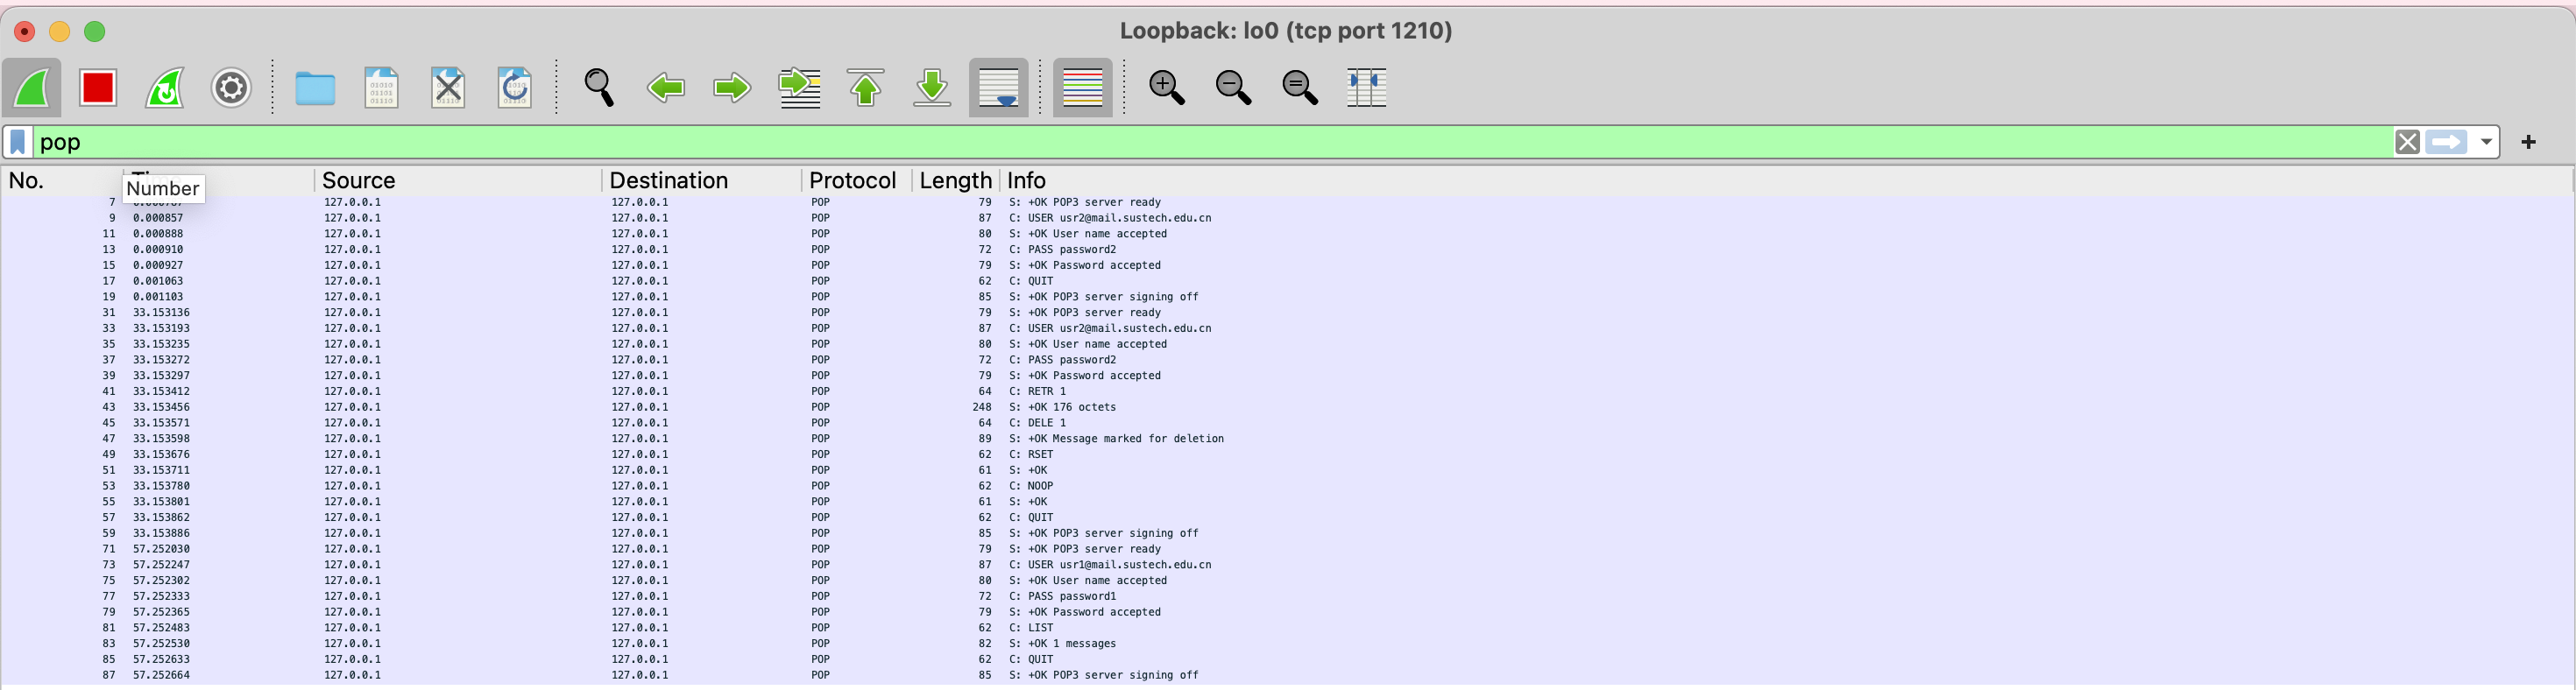 Loopback: lo0 (tcp port 1210)
pop
No. Source Destination Protocol Length Info
Number
7 127.0.0.1 127.0.0.1 POP 79 S: +OK POP3 server ready
9 0.000857 127.0.0.1 127.0.0.1 POP 87 C: USER usr2@mail.sustech.edu.cn
11 0.000888 127.0.0.1 127.0.0.1 POP 80 S: +OK User name accepted
13 0.000910 127.0.0.1 127.0.0.1 POP 72 C: PASS password2
15 0.000927 127.0.0.1 127.0.0.1 POP 79 S: +OK Password accepted
17 0.001063 127.0.0.1 127.0.0.1 POP 62 C: QUIT
19 0.001103 127.0.0.1 127.0.0.1 POP 85 S: +OK POP3 server signing off
31 33.153136 127.0.0.1 127.0.0.1 POP 79 S: +OK POP3 server ready
33 33.153193 127.0.0.1 127.0.0.1 POP 87 C: USER usr2@mail.sustech.edu.cn
35 33.153235 127.0.0.1 127.0.0.1 POP 80 S: +OK User name accepted
37 33.153272 127.0.0.1 127.0.0.1 POP 72 C: PASS password2
39 33.153297 127.0.0.1 127.0.0.1 POP 79 S: +OK Password accepted
41 33.153412 127.0.0.1 127.0.0.1 POP 64 C: RETR 1
43 33.153456 127.0.0.1 127.0.0.1 POP 248 S: +OK 176 octets
45 33.153571 127.0.0.1 127.0.0.1 POP 64 C: DELE 1
47 33.153598 127.0.0.1 127.0.0.1 POP 89 S: +OK Message marked for deletion
49 33.153676 127.0.0.1 127.0.0.1 POP 62 C: RSET
51 33.153711 127.0.0.1 127.0.0.1 POP 61 S: +OK
53 33.153780 127.0.0.1 127.0.0.1 POP 62 C: NOOP
55 33.153801 127.0.0.1 127.0.0.1 POP 61 S: +OK
57 33.153862 127.0.0.1 127.0.0.1 POP 62 C: QUIT
59 33.153886 127.0.0.1 127.0.0.1 POP 85 S: +OK POP3 server signing off
71 57.252030 127.0.0.1 127.0.0.1 POP 79 S: +OK POP3 server ready
73 57.252247 127.0.0.1 127.0.0.1 POP 87 C: USER usr1@mail.sustech.edu.cn
75 57.252302 127.0.0.1 127.0.0.1 POP 80 S: +OK User name accepted
77 57.252333 127.0.0.1 127.0.0.1 POP 72 C: PASS password1
79 57.252365 127.0.0.1 127.0.0.1 POP 79 S: +OK Password accepted
81 57.252483 127.0.0.1 127.0.0.1 POP 62 C: LIST
83 57.252530 127.0.0.1 127.0.0.1 POP 82 S: +OK 1 messages
85 57.252633 127.0.0.1 127.0.0.1 POP 62 C: QUIT
87 57.252664 127.0.0.1 127.0.0.1 POP 85 S: +OK POP3 server signing off